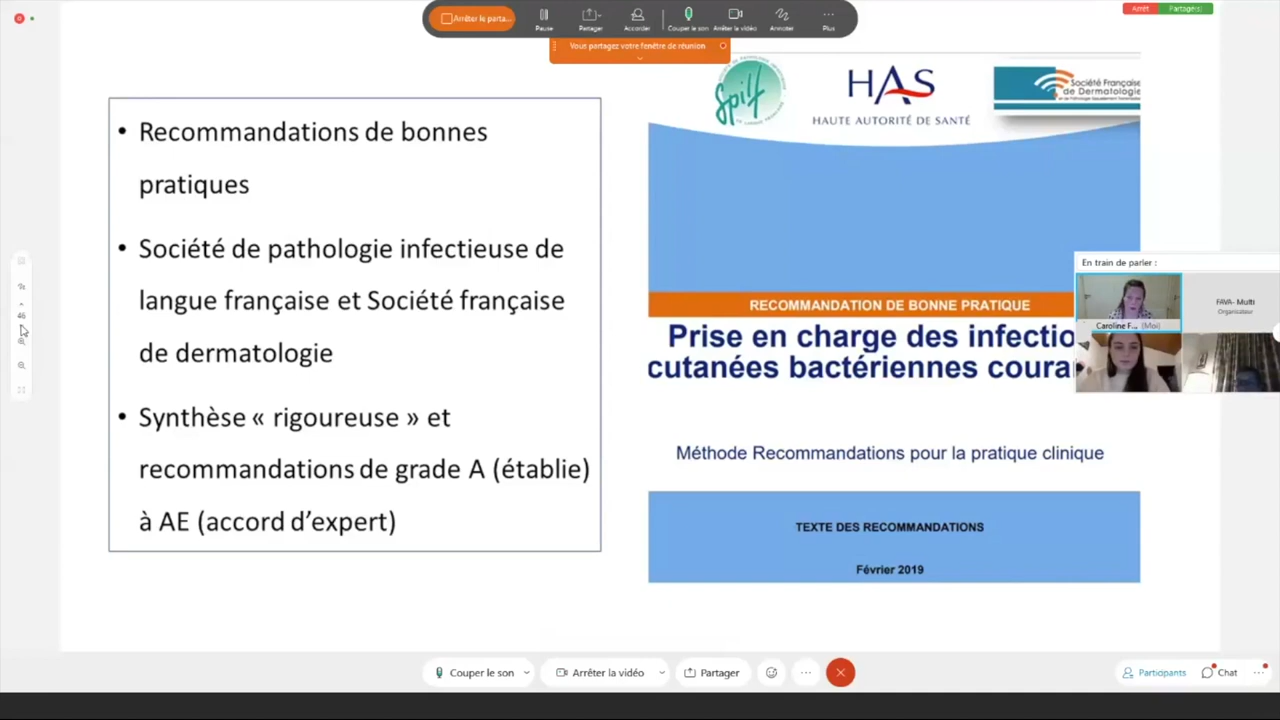 Arrêter le parta...
Pause
Partager
Accorder
Couper le son
Arrêter la vidéo
Annoter
Plus
Arrêt
Partagé(s)
Vous partagez votre fenêtre de réunion
• Recommandations de bonnes
pratiques
• Société de pathologie infectieuse de
langue française et Société française
de dermatologie
• Synthèse « rigoureuse » et
recommandations de grade A (établie)
à AE (accord d’expert)
Spilf
HAS
HAUTE AUTORITÉ DE SANTÉ
Société Française
de Dermatologie
RECOMMANDATION DE BONNE PRATIQUE
Prise en charge des infectio
cutanées bactériennes coura
Méthode Recommandations pour la pratique clinique
TEXTE DES RECOMMANDATIONS
Février 2019
En train de parler :
Caroline F... (Moi)
FAVA- Multi
Organisateur
46
Couper le son
Arrêter la vidéo
Partager
Participants
Chat